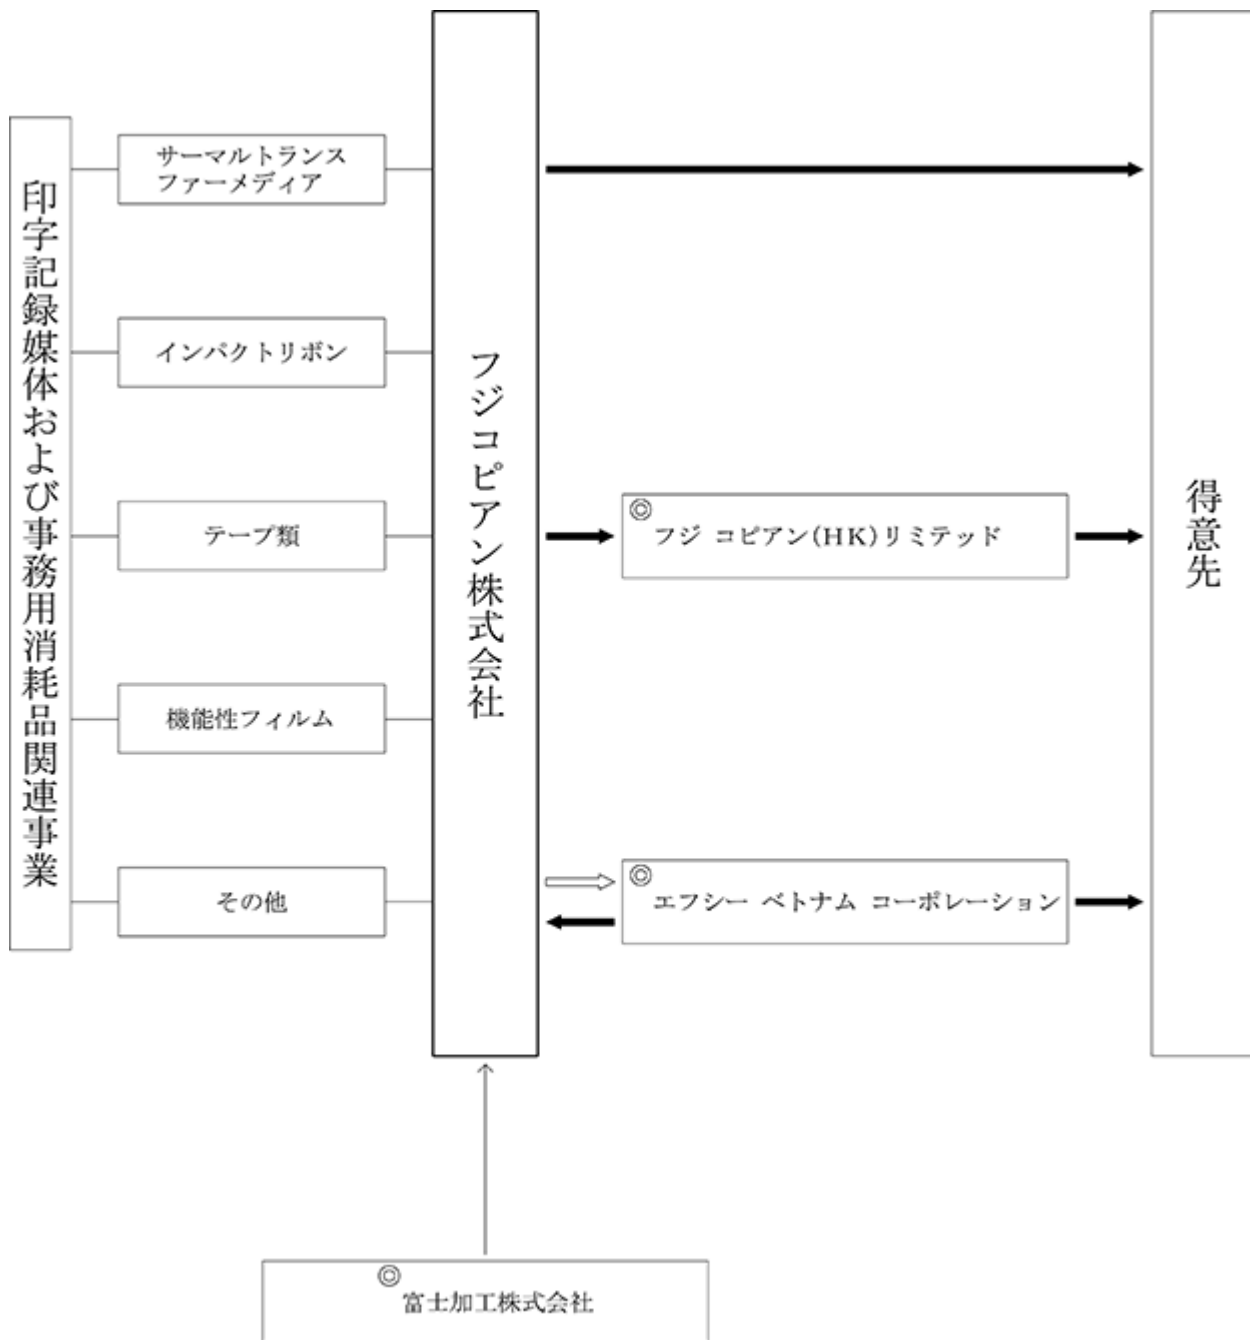 印字記録媒体および事務用消耗品関連事業
サーマルトランス
ファーメディア
インパクトリボン
テープ類
機能性フィルム
その他
フジコピアン株式会社
◎
フジ コピアン(HK)リミテッド
◎
エフシー ベトナム コーポレーション
得意先
◎
富士加工株式会社